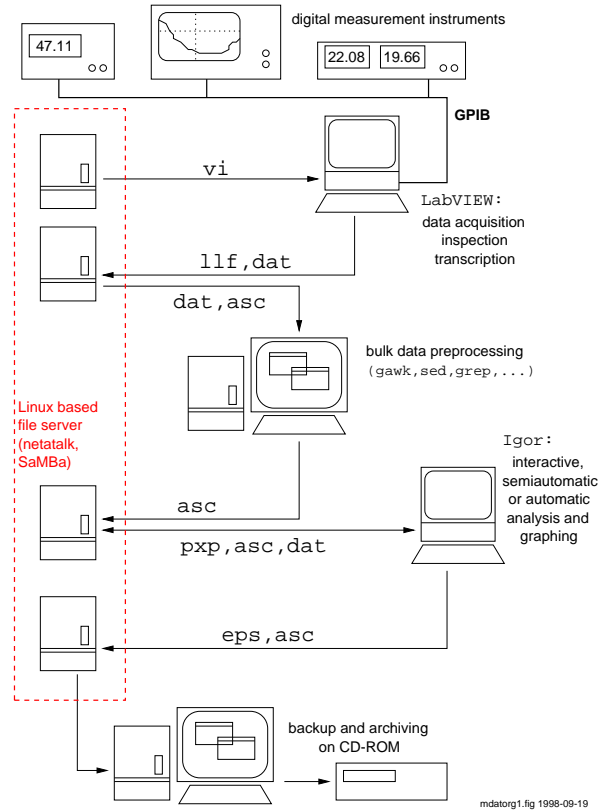 digital measurement instruments
47.11
22.08 19.66
GPIB
vi
LabVIEW:
data acquisition
inspection
transcription
llf,dat
dat,asc
bulk data preprocessing
(gawk,sed,grep,...)
Linux based
file server
(netatalk,
SaMBa)
Igor:
interactive,
semiautomatic
or automatic
analysis and
graphing
asc
pxp,asc,dat
eps,asc
backup and archiving
on CD-ROM
mdatorg1.fig 1998-09-19